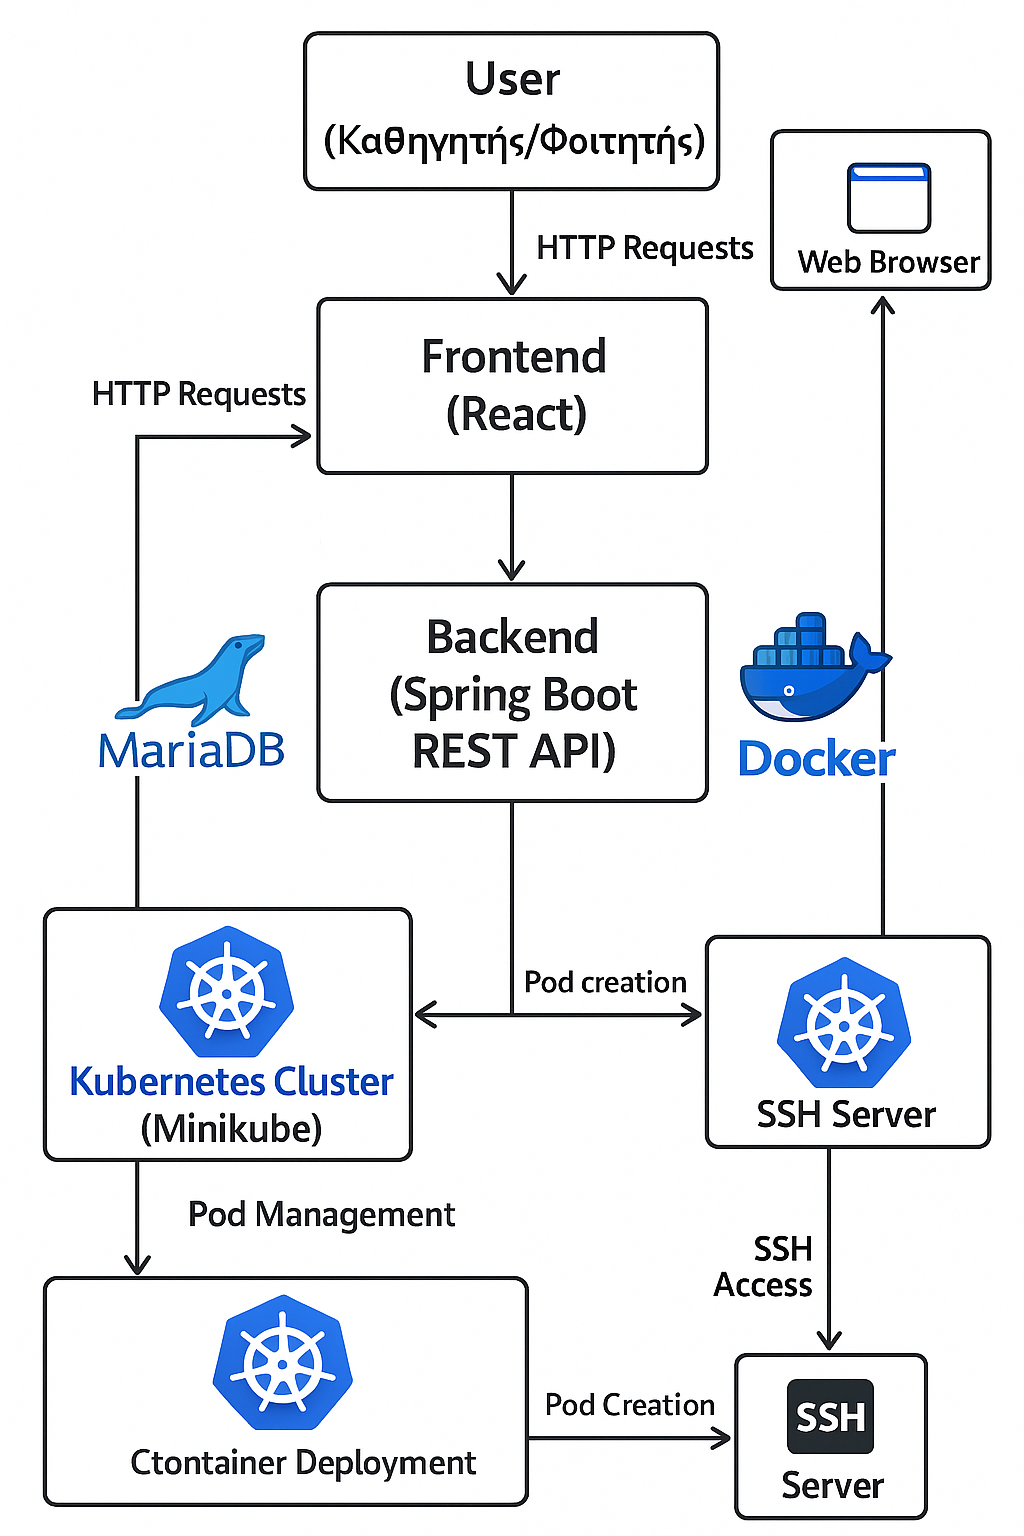 User
(Καθηγητής/Φοιτητής)
HTTP Requests
Web Browser
Frontend
(React)
HTTP Requests
Backend
(Spring Boot
REST API)
MariaDB
Docker
Pod creation
Kubernetes Cluster
(Minikube)
SSH Server
Pod Management
SSH
Access
Ctontainer Deployment
Pod Creation
SSH
Server